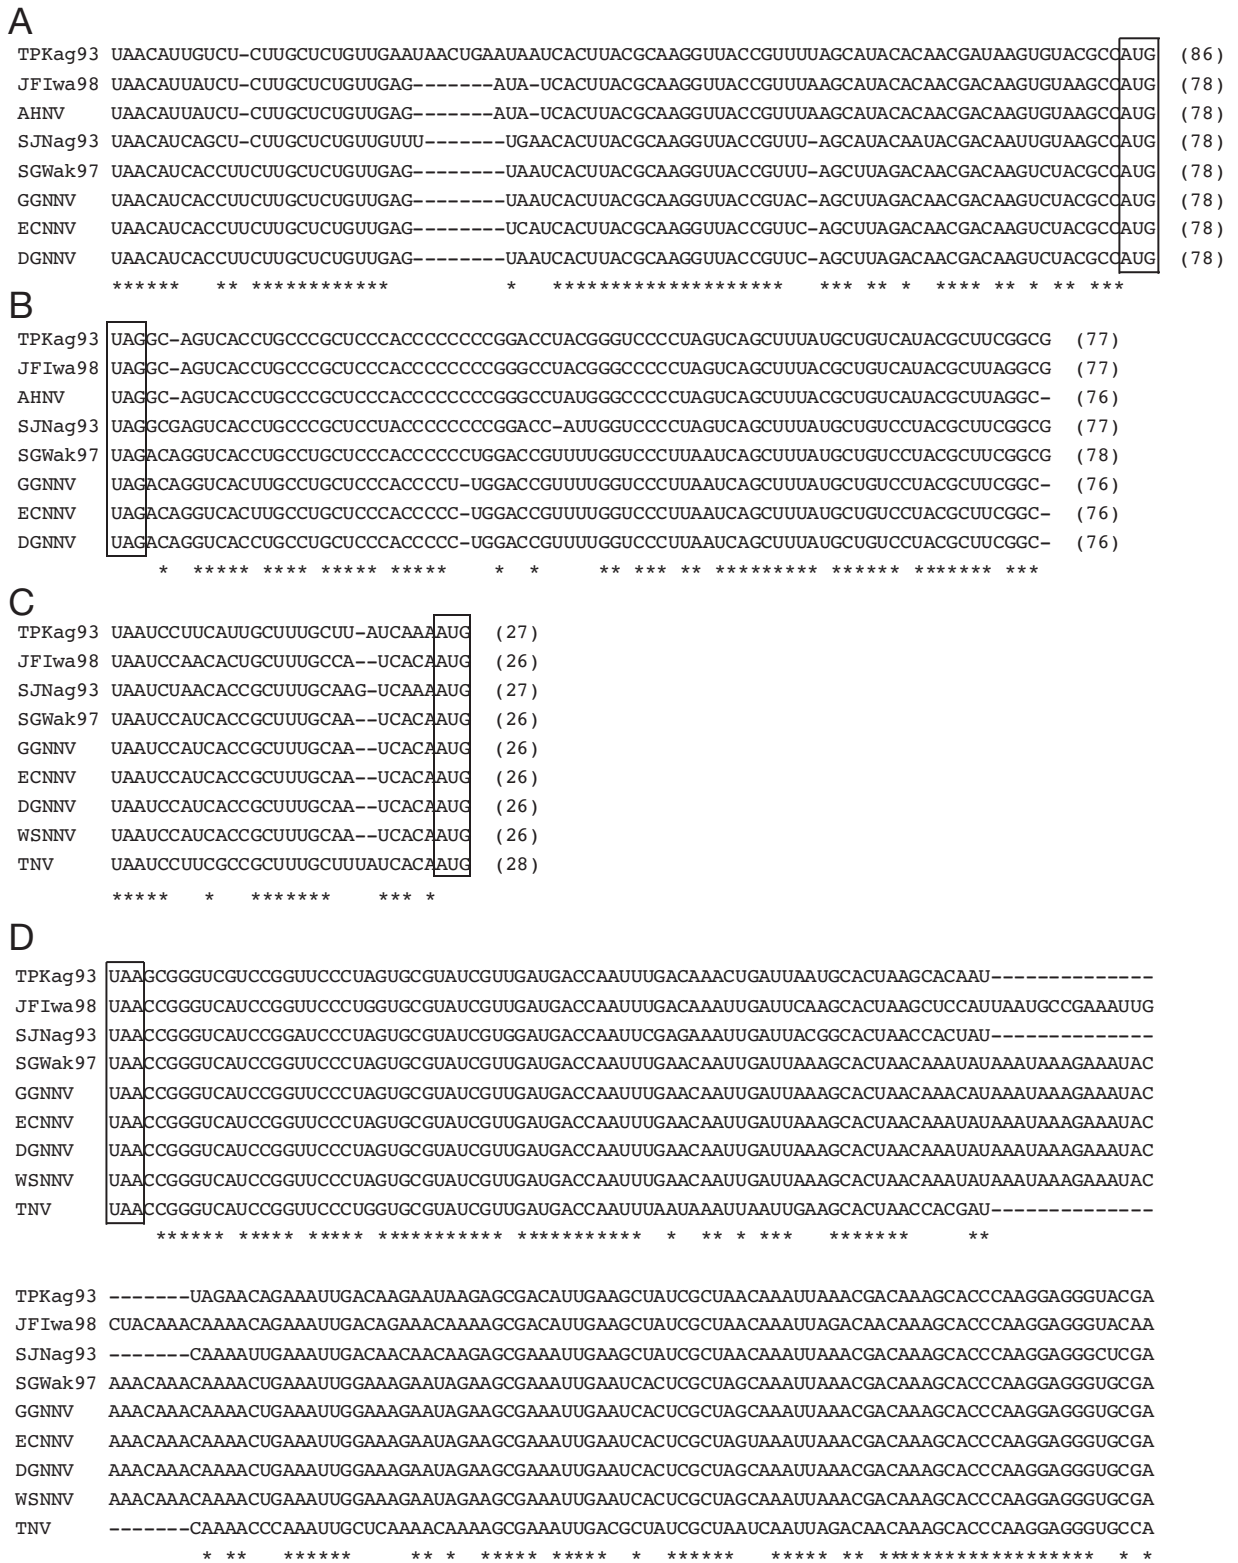 A
TPKag93 UAACAUUGUCU-CUUGCUCUGUUGAAUAACUGAAUAAUCACUUACGCAAGGUUACCGUUUUAGCAUACACAACGAUAAGUGUACGCCAUG (86)
JFIwa98 UAACAUUAUCU-CUUGCUCUGUUGAG-------AUA-UCACUUACGCAAGGUUACCGUUUAAGCAUACACAACGACAAGUGUAAGCCAUG (78)
AHNV UAACAUUAUCU-CUUGCUCUGUUGAG-------AUA-UCACUUACGCAAGGUUACCGUUUAAGCAUACACAACGACAAGUGUAAGCCAUG (78)
SJNag93 UAACAUCAGCU-CUUGCUCUGUUGUUU-------UGAACACUUACGCAAGGUUACCGUUU-AGCAUACAAUACGACAAUUGUAAGCCAUG (78)
SGWak97 UAACAUCACCUUCUUGCUCUGUUGAG--------UAAUCACUUACGCAAGGUUACCGUUU-AGCUUAGACAACGACAAGUCUACGCCAUG (78)
GGNNV UAACAUCACCUUCUUGCUCUGUUGAG--------UAAUCACUUACGCAAGGUUACCGUAC-AGCUUAGACAACGACAAGUCUACGCCAUG (78)
ECNNV UAACAUCACCUUCUUGCUCUGUUGAG--------UCAUCACUUACGCAAGGUUACCGUUC-AGCUUAGACAACGACAAGUCUACGCCAUG (78)
DGNNV UAACAUCACCUUCUUGCUCUGUUGAG--------UAAUCACUUACGCAAGGUUACCGUUC-AGCUUAGACAACGACAAGUCUACGCCAUG (78)
****** ** ************ * ******************** *** ** * **** ** * ** ***
B
TPKag93 UAGGC-AGUCACCUGCCCGCUCCCACCCCCCCCGGACCUACGGGUCCCCUAGUCAGCUUUAUGCUGUCAUACGCUUCGGCG (77)
JFIwa98 UAGGC-AGUCACCUGCCCGCUCCCACCCCCCCCGGGCCUACGGGCCCCCUAGUCAGCUUUACGCUGUCAUACGCUUAGGCG (77)
AHNV UAGGC-AGUCACCUGCCCGCUCCCACCCCCCCCGGGCCUAUGGGCCCCCUAGUCAGCUUUACGCUGUCAUACGCUUAGGC- (76)
SJNag93 UAGGCGAGUCACCUGCCCGCUCCUACCCCCCCCGGACC-AUUGGUCCCCUAGUCAGCUUUAUGCUGUCCUACGCUUCGGCG (77)
SGWak97 UAGACAGGUCACCUGCCUGCUCCCACCCCCCUGGACCGUUUUGGUCCCUUAAUCAGCUUUAUGCUGUCCUACGCUUCGGCG (78)
GGNNV UAGACAGGUCACUUGCCUGCUCCCACCCCU-UGGACCGUUUUGGUCCCUUAAUCAGCUUUAUGCUGUCCUACGCUUCGGC- (76)
ECNNV UAGACAGGUCACUUGCCUGCUCCCACCCCC-UGGACCGUUUUGGUCCCUUAAUCAGCUUUAUGCUGUCCUACGCUUCGGC- (76)
DGNNV UAGACAGGUCACCUGCCUGCUCCCACCCCC-UGGACCGUUUUGGUCCCUUAAUCAGCUUUAUGCUGUCCUACGCUUCGGC- (76)
* ***** **** ***** ***** * * ** *** ** ********* ****** ******* ***
C
TPKag93 UAAUCCUUCAUUGCUUUGCUU-AUCAAAAUG (27)
JFIwa98 UAAUCCAACACUGCUUUGCCA--UCACAAUG (26)
SJNag93 UAAUCUAACACCGCUUUGCAAG-UCAAAAUG (27)
SGWak97 UAAUCCAUCACCGCUUUGCAA--UCACAAUG (26)
GGNNV UAAUCCAUCACCGCUUUGCAA--UCACAAUG (26)
ECNNV UAAUCCAUCACCGCUUUGCAA--UCACAAUG (26)
DGNNV UAAUCCAUCACCGCUUUGCAA--UCACAAUG (26)
WSNNV UAAUCCAUCACCGCUUUGCAA--UCACAAUG (26)
TNV UAAUCCUUCGCCGCUUUGCUUUAUCACAAUG (28)
***** * ******* *** *
D
TPKag93 UAAGCGGGUCGUCCGGUUCCCUAGUGCGUAUCGUUGAUGACCAAUUUGACAAACUGAUUAAUGCACUAAGCACAAU--------------
JFIwa98 UAACCGGGUCAUCCGGUUCCCUGGUGCGUAUCGUUGAUGACCAAUUUGACAAAUUGAUUCAAGCACUAAGCUCCAUUAAUGCCGAAAUUG
SJNag93 UAACCGGGUCAUCCGGAUCCCUAGUGCGUAUCGUGGAUGACCAAUUCGAGAAAUUGAUUACGGCACUAACCACUAU--------------
SGWak97 UAACCGGGUCAUCCGGUUCCCUAGUGCGUAUCGUUGAUGACCAAUUUGAACAAUUGAUUAAAGCACUAACAAAUAUAAAUAAAGAAAUAC
GGNNV UAACCGGGUCAUCCGGUUCCCUAGUGCGUAUCGUUGAUGACCAAUUUGAACAAUUGAUUAAAGCACUAACAAACAUAAAUAAAGAAAUAC
ECNNV UAACCGGGUCAUCCGGUUCCCUAGUGCGUAUCGUUGAUGACCAAUUUGAACAAUUGAUUAAAGCACUAACAAAUAUAAAUAAAGAAAUAC
DGNNV UAACCGGGUCAUCCGGUUCCCUAGUGCGUAUCGUUGAUGACCAAUUUGAACAAUUGAUUAAAGCACUAACAAAUAUAAAUAAAGAAAUAC
WSNNV UAACCGGGUCAUCCGGUUCCCUAGUGCGUAUCGUUGAUGACCAAUUUGAACAAUUGAUUAAAGCACUAACAAAUAUAAAUAAAGAAAUAC
TNV UAACCGGGUCAUCCGGUUCCCUGGUGCGUAUCGUUGAUGACCAAUUUAAUAAAUUAAUUGAAGCACUAACCACGAU--------------
****** ***** ***** *********** *********** * ** * *** ******* **
TPKag93 -------UAGAACAGAAAUUGACAAGAAUAAGAGCGACAUUGAAGCUAUCGCUAACAAAUUAAACGACAAAGCACCCAAGGAGGGUACGA
JFIwa98 CUACAAACAAAACAGAAAUUGACAGAAACAAAAGCGACAUUGAAGCUAUCGCUAACAAAUUAGACAACAAAGCACCCAAGGAGGGUACAA
SJNag93 -------CAAAAUUGAAAUUGACAACAACAAGAGCGAAAUUGAAGCUAUCGCUAACAAAUUAAACGACAAAGCACCCAAGGAGGGCUCGA
SGWak97 AAACAAACAAAACUGAAAUUGGAAAGAAUAGAAGCGAAAUUGAAUCACUCGCUAGCAAAUUAAACGACAAAGCACCCAAGGAGGGUGCGA
GGNNV AAACAAACAAAACUGAAAUUGGAAAGAAUAGAAGCGAAAUUGAAUCACUCGCUAGCAAAUUAAACGACAAAGCACCCAAGGAGGGUGCGA
ECNNV AAACAAACAAAACUGAAAUUGGAAAGAAUAGAAGCGAAAUUGAAUCACUCGCUAGUAAAUUAAACGACAAAGCACCCAAGGAGGGUGCGA
DGNNV AAACAAACAAAACUGAAAUUGGAAAGAAUAGAAGCGAAAUUGAAUCACUCGCUAGCAAAUUAAACGACAAAGCACCCAAGGAGGGUGCGA
WSNNV AAACAAACAAAACUGAAAUUGGAAAGAAUAGAAGCGAAAUUGAAUCACUCGCUAGCAAAUUAAACGACAAAGCACCCAAGGAGGGUGCGA
TNV -------CAAAACCCAAAUUGCUCAAAACAAAAGCGAAAUUGACGCUAUCGCUAAUCAAUUAGACAACAAAGCACCCAAGGAGGGUGCCA
* ** ****** ** * ***** ***** * ****** ***** ** ****************** * *